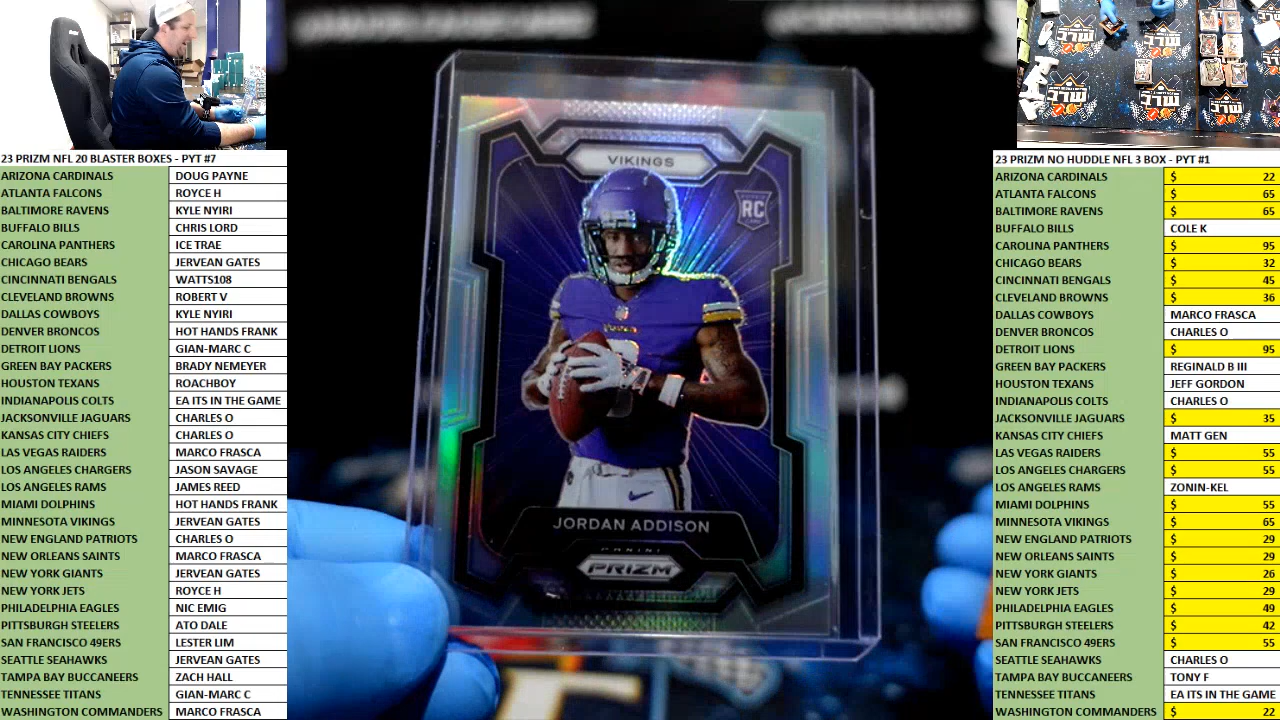 23 PRIZM NFL 20 BLASTER BOXES - PYT #7
ARIZONA CARDINALS DOUG PAYNE
ATLANTA FALCONS ROYCE H
BALTIMORE RAVENS KYLE NYIRI
BUFFALO BILLS CHRIS LORD
CAROLINA PANTHERS ICE TRAE
CHICAGO BEARS JERVEAN GATES
CINCINNATI BENGALS WATTS108
CLEVELAND BROWNS ROBERT V
DALLAS COWBOYS KYLE NYIRI
DENVER BRONCOS HOT HANDS FRANK
DETROIT LIONS GIAN-MARC C
GREEN BAY PACKERS BRADY NEMEYER
HOUSTON TEXANS ROACHBOY
INDIANAPOLIS COLTS EA ITS IN THE GAME
JACKSONVILLE JAGUARS CHARLES O
KANSAS CITY CHIEFS CHARLES O
LAS VEGAS RAIDERS MARCO FRASCA
LOS ANGELES CHARGERS JASON SAVAGE
LOS ANGELES RAMS JAMES REED
MIAMI DOLPHINS HOT HANDS FRANK
MINNESOTA VIKINGS JERVEAN GATES
NEW ENGLAND PATRIOTS CHARLES O
NEW ORLEANS SAINTS MARCO FRASCA
NEW YORK GIANTS JERVEAN GATES
NEW YORK JETS ROYCE H
PHILADELPHIA EAGLES NIC EMIG
PITTSBURGH STEELERS ATO DALE
SAN FRANCISCO 49ERS LESTER LIM
SEATTLE SEAHAWKS JERVEAN GATES
TAMPA BAY BUCCANEERS ZACH HALL
TENNESSEE TITANS GIAN-MARC C
WASHINGTON COMMANDERS MARCO FRASCA
VIKINGS
RC
JORDAN ADDISON
PANINI
PRIZM
23 PRIZM NO HUDDLE NFL 3 BOX - PYT #1
ARIZONA CARDINALS $ 22
ATLANTA FALCONS $ 65
BALTIMORE RAVENS $ 65
BUFFALO BILLS COLE K
CAROLINA PANTHERS $ 95
CHICAGO BEARS $ 32
CINCINNATI BENGALS $ 45
CLEVELAND BROWNS $ 36
DALLAS COWBOYS MARCO FRASCA
DENVER BRONCOS CHARLES O
DETROIT LIONS $ 95
GREEN BAY PACKERS REGINALD B III
HOUSTON TEXANS JEFF GORDON
INDIANAPOLIS COLTS CHARLES O
JACKSONVILLE JAGUARS $ 35
KANSAS CITY CHIEFS MATT GEN
LAS VEGAS RAIDERS $ 55
LOS ANGELES CHARGERS $ 55
LOS ANGELES RAMS ZONIN-KEL
MIAMI DOLPHINS $ 55
MINNESOTA VIKINGS $ 65
NEW ENGLAND PATRIOTS $ 29
NEW ORLEANS SAINTS $ 29
NEW YORK GIANTS $ 26
NEW YORK JETS $ 29
PHILADELPHIA EAGLES $ 49
PITTSBURGH STEELERS $ 42
SAN FRANCISCO 49ERS $ 55
SEATTLE SEAHAWKS CHARLES O
TAMPA BAY BUCCANEERS TONY F
TENNESSEE TITANS EA ITS IN THE GAME
WASHINGTON COMMANDERS $ 22